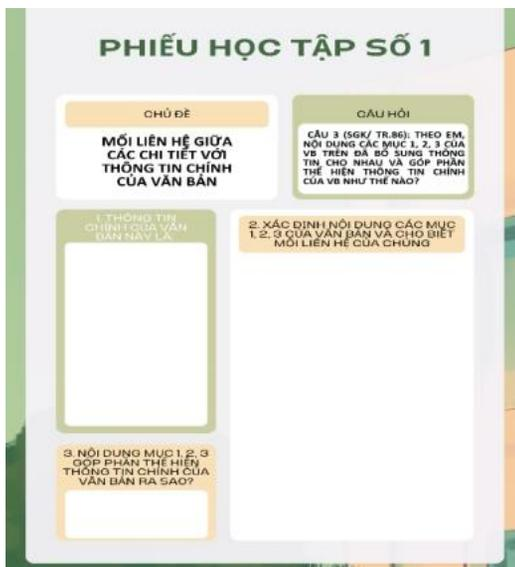 PHIẾU HỌC TẬP SỐ 1
CHỦ ĐỀ
MỐI LIÊN HỆ GIỮA
CÁC CHI TIẾT VỚI
THÔNG TIN CHÍNH
CỦA VĂN BẢN
CÂU HỎI
CÂU 3 (SGK/ TR.86): THEO EM,
NỘI DUNG CÁC MỤC 1, 2, 3 CỦA
VB TRÊN ĐÃ BỔ SUNG THÔNG
TIN CHO NHAU VÀ GÓP PHẦN
THỂ HIỆN THÔNG TIN CHÍNH
CỦA VB NHƯ THẾ NÀO?
1. THÔNG TIN
CHÍNH CỦA VĂN
BẢN NÀY LÀ:
2. XÁC ĐỊNH NỘI DUNG CÁC MỤC
1, 2, 3 CỦA VĂN BẢN VÀ CHO BIẾT
MỐI LIÊN HỆ CỦA CHÚNG
3. NỘI DUNG MỤC 1, 2, 3
GÓP PHẦN THỂ HIỆN
THÔNG TIN CHÍNH CỦA
VĂN BẢN RA SAO?